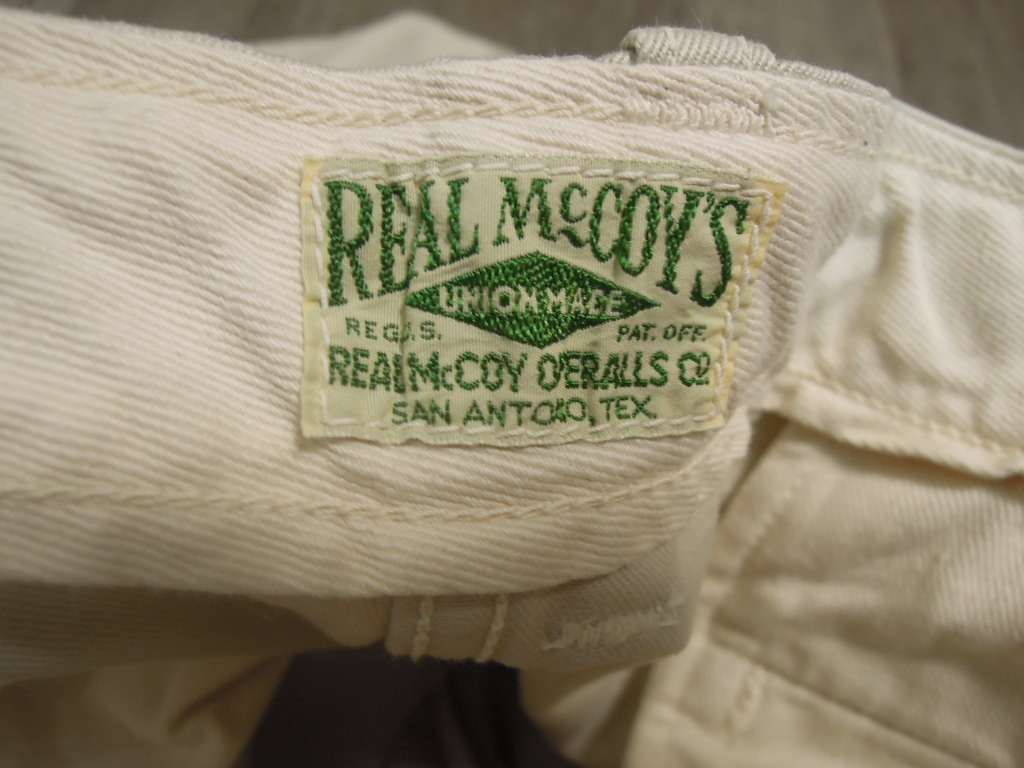 REAL McCOY'S
UNION MADE
REG. U.S. PAT. OFF.
REAL McCOY O'ERALLS CO
SAN ANTONIO, TEX.